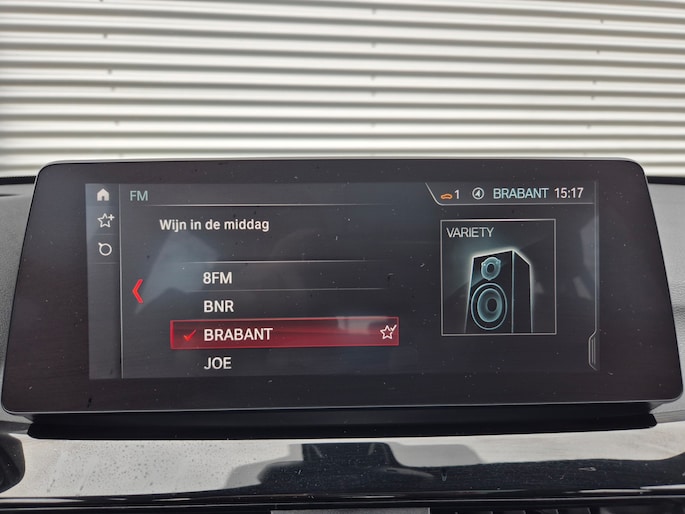 FM
1 BRABANT 15:17
Wijn in de middag
VARIETY
8FM
BNR
BRABANT
JOE